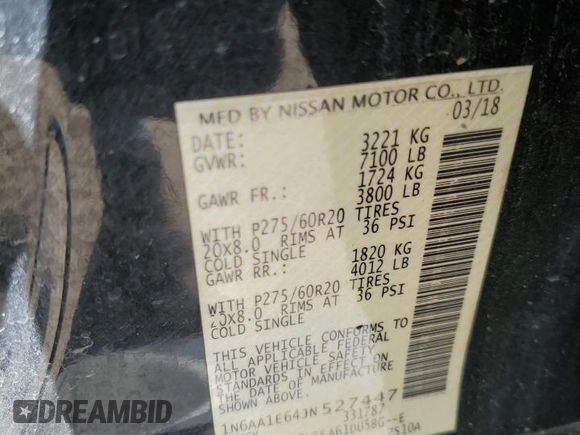 MFD BY NISSAN MOTOR CO., LTD.
DATE: 03/18
GVWR: 3221 KG
7100 LB
GAWR FR.: 1724 KG
3800 LB
WITH P275/60R20 TIRES
20X8.0 RIMS AT 36 PSI
COLD SINGLE
GAWR RR.: 1820 KG
4012 LB
WITH P275/60R20 TIRES
20X8.0 RIMS AT 36 PSI
COLD SINGLE
THIS VEHICLE CONFORMS TO
ALL APPLICABLE FEDERAL
MOTOR VEHICLE SAFETY
STANDARDS IN EFFECT ON
THE DATE OF MANUFACTURE
1N6AA1E64JN527447
331787
DREAMBID